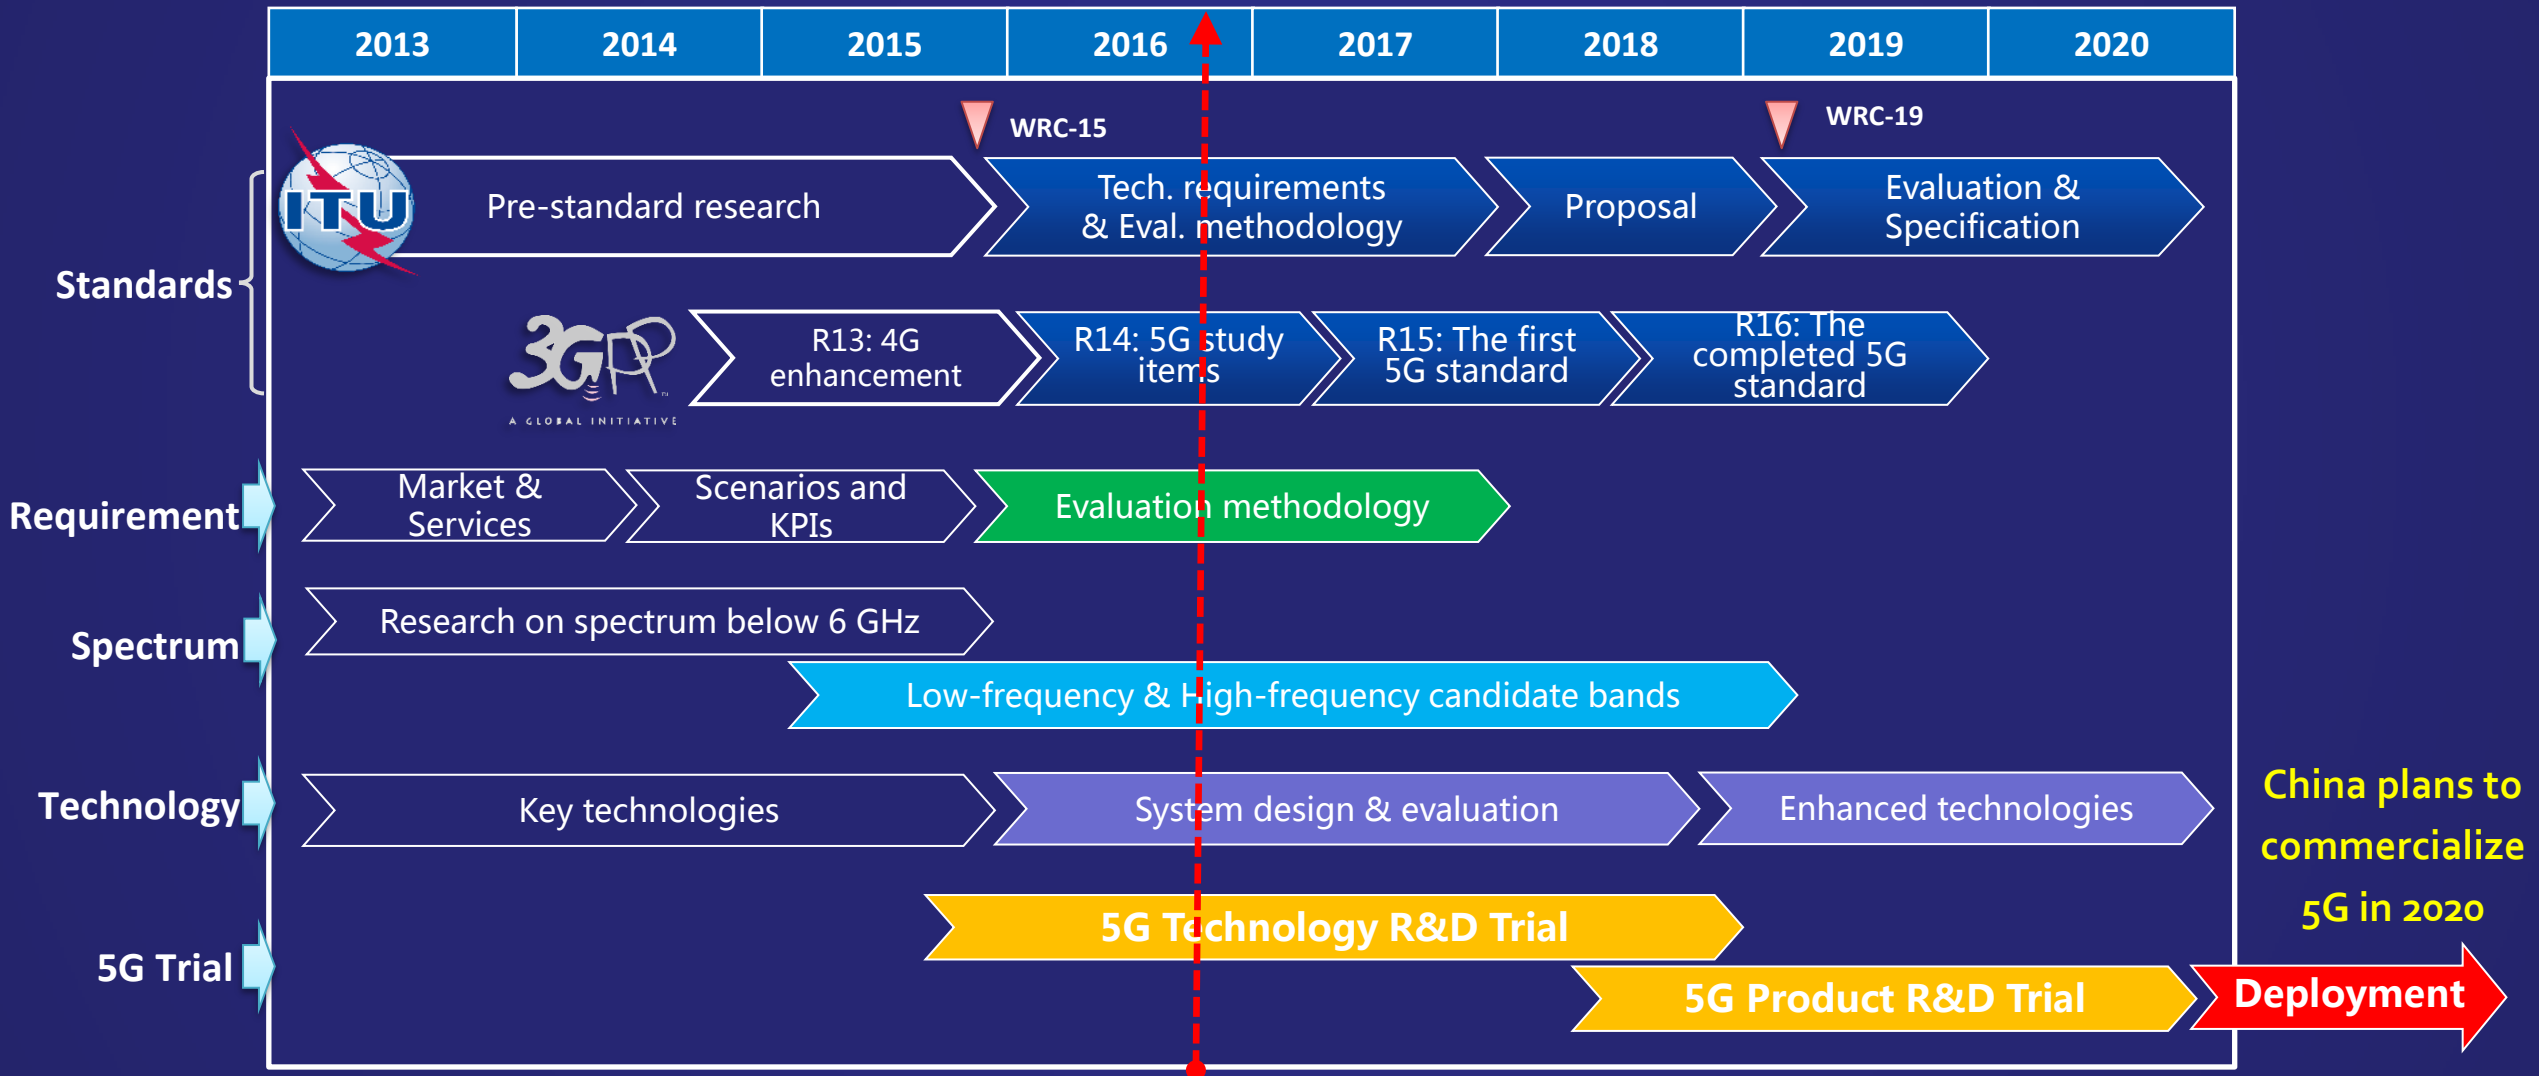 2013
2014
2015
2016
2017
2018
2019
2020
WRC-15
WRC-19
Standards
ITU
Pre-standard research
Tech. requirements
& Eval. methodology
Proposal
Evaluation &
Specification
3GPP
A GLOBAL INITIATIVE
R13: 4G
enhancement
R14: 5G study
items
R15: The first
5G standard
R16: The
completed 5G
standard
Requirement
Market &
Services
Scenarios and
KPIs
Evaluation methodology
Spectrum
Research on spectrum below 6 GHz
Low-frequency & High-frequency candidate bands
Technology
Key technologies
System design & evaluation
Enhanced technologies
China plans to
commercialize
5G in 2020
5G Trial
5G Technology R&D Trial
5G Product R&D Trial
Deployment